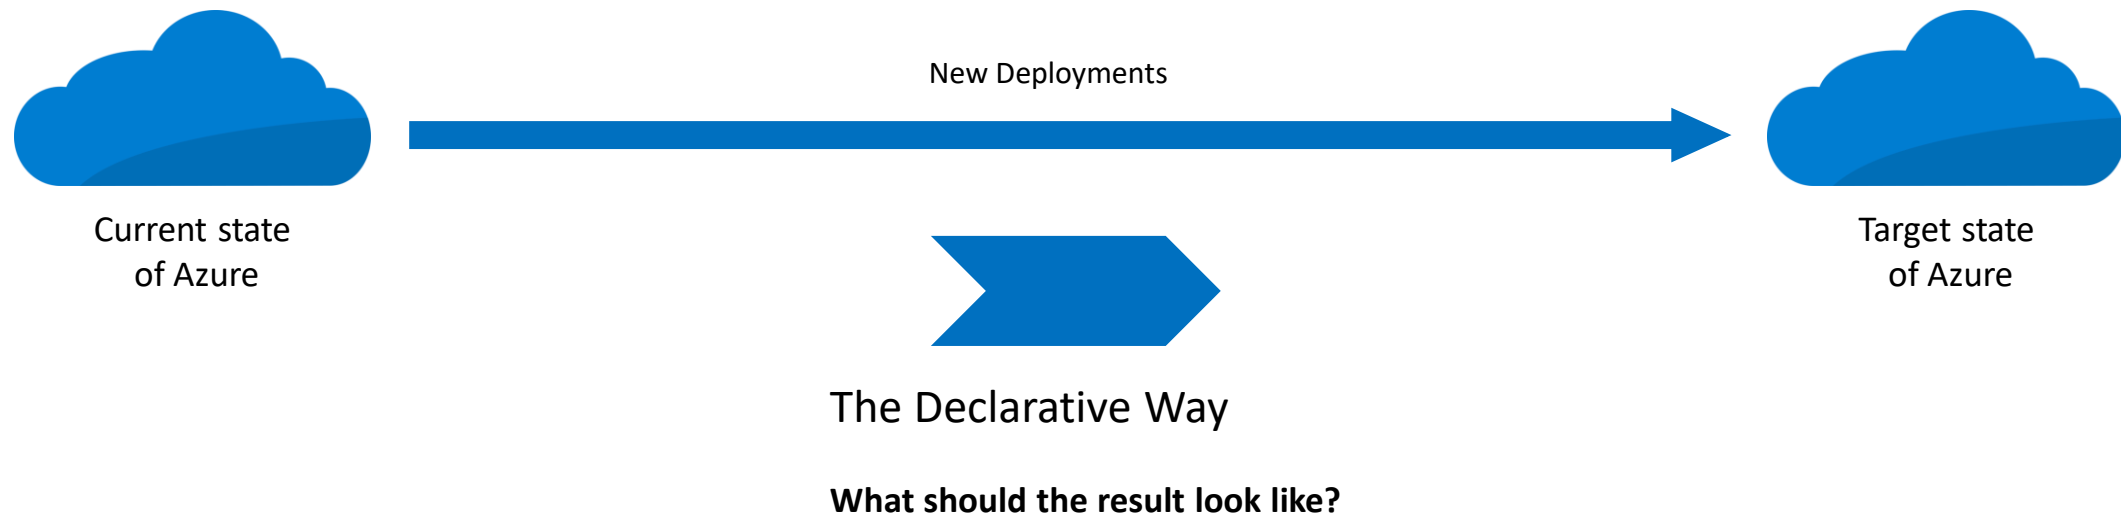 New Deployments
Current state
of Azure
Target state
of Azure
The Declarative Way
What should the result look like?